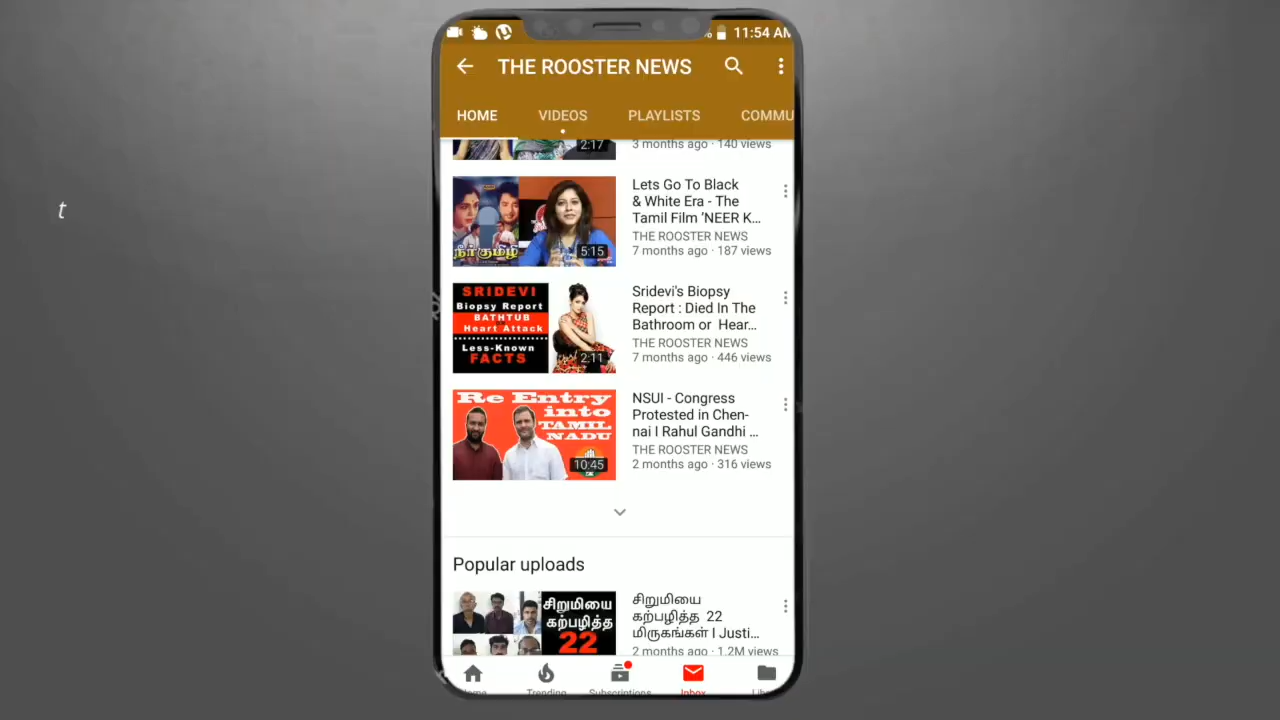 11:54 AM
THE ROOSTER NEWS
HOME VIDEOS PLAYLISTS COMMU
2:17
3 months ago · 140 views
t
நீர்குமிழி
5:15
Lets Go To Black
& White Era - The
Tamil Film 'NEER K...
THE ROOSTER NEWS
7 months ago · 187 views
SRIDEVI
Biopsy Report
BATHTUB
Heart Attack
Less-Known
FACTS
2:11
Sridevi's Biopsy
Report : Died In The
Bathroom or Hear...
THE ROOSTER NEWS
7 months ago · 446 views
Re Entry
into
TAMIL
NADU
10:45
NSUI - Congress
Protested in Chen-
nai I Rahul Gandhi ...
THE ROOSTER NEWS
2 months ago · 316 views
Popular uploads
சிறுமியை
கற்பழித்த
22
சிறுமியை
கற்பழித்த 22
மிருகங்கள் I Justi...
2 months ago · 1.2M views
Trending Subscriptions Inbox